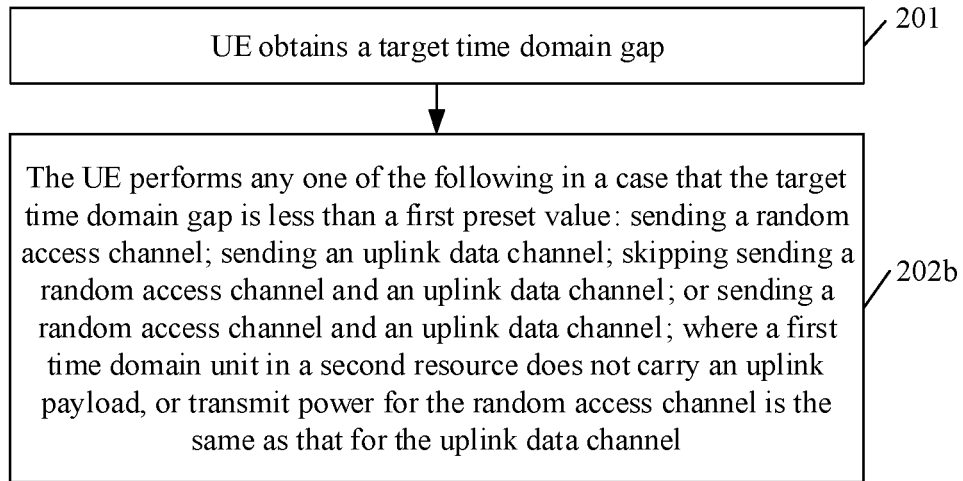 201
UE obtains a target time domain gap
The UE performs any one of the following in a case that the target
time domain gap is less than a first preset value: sending a random
access channel; sending an uplink data channel; skipping sending a
random access channel and an uplink data channel; or sending a
random access channel and an uplink data channel; where a first
time domain unit in a second resource does not carry an uplink
payload, or transmit power for the random access channel is the
same as that for the uplink data channel
202b